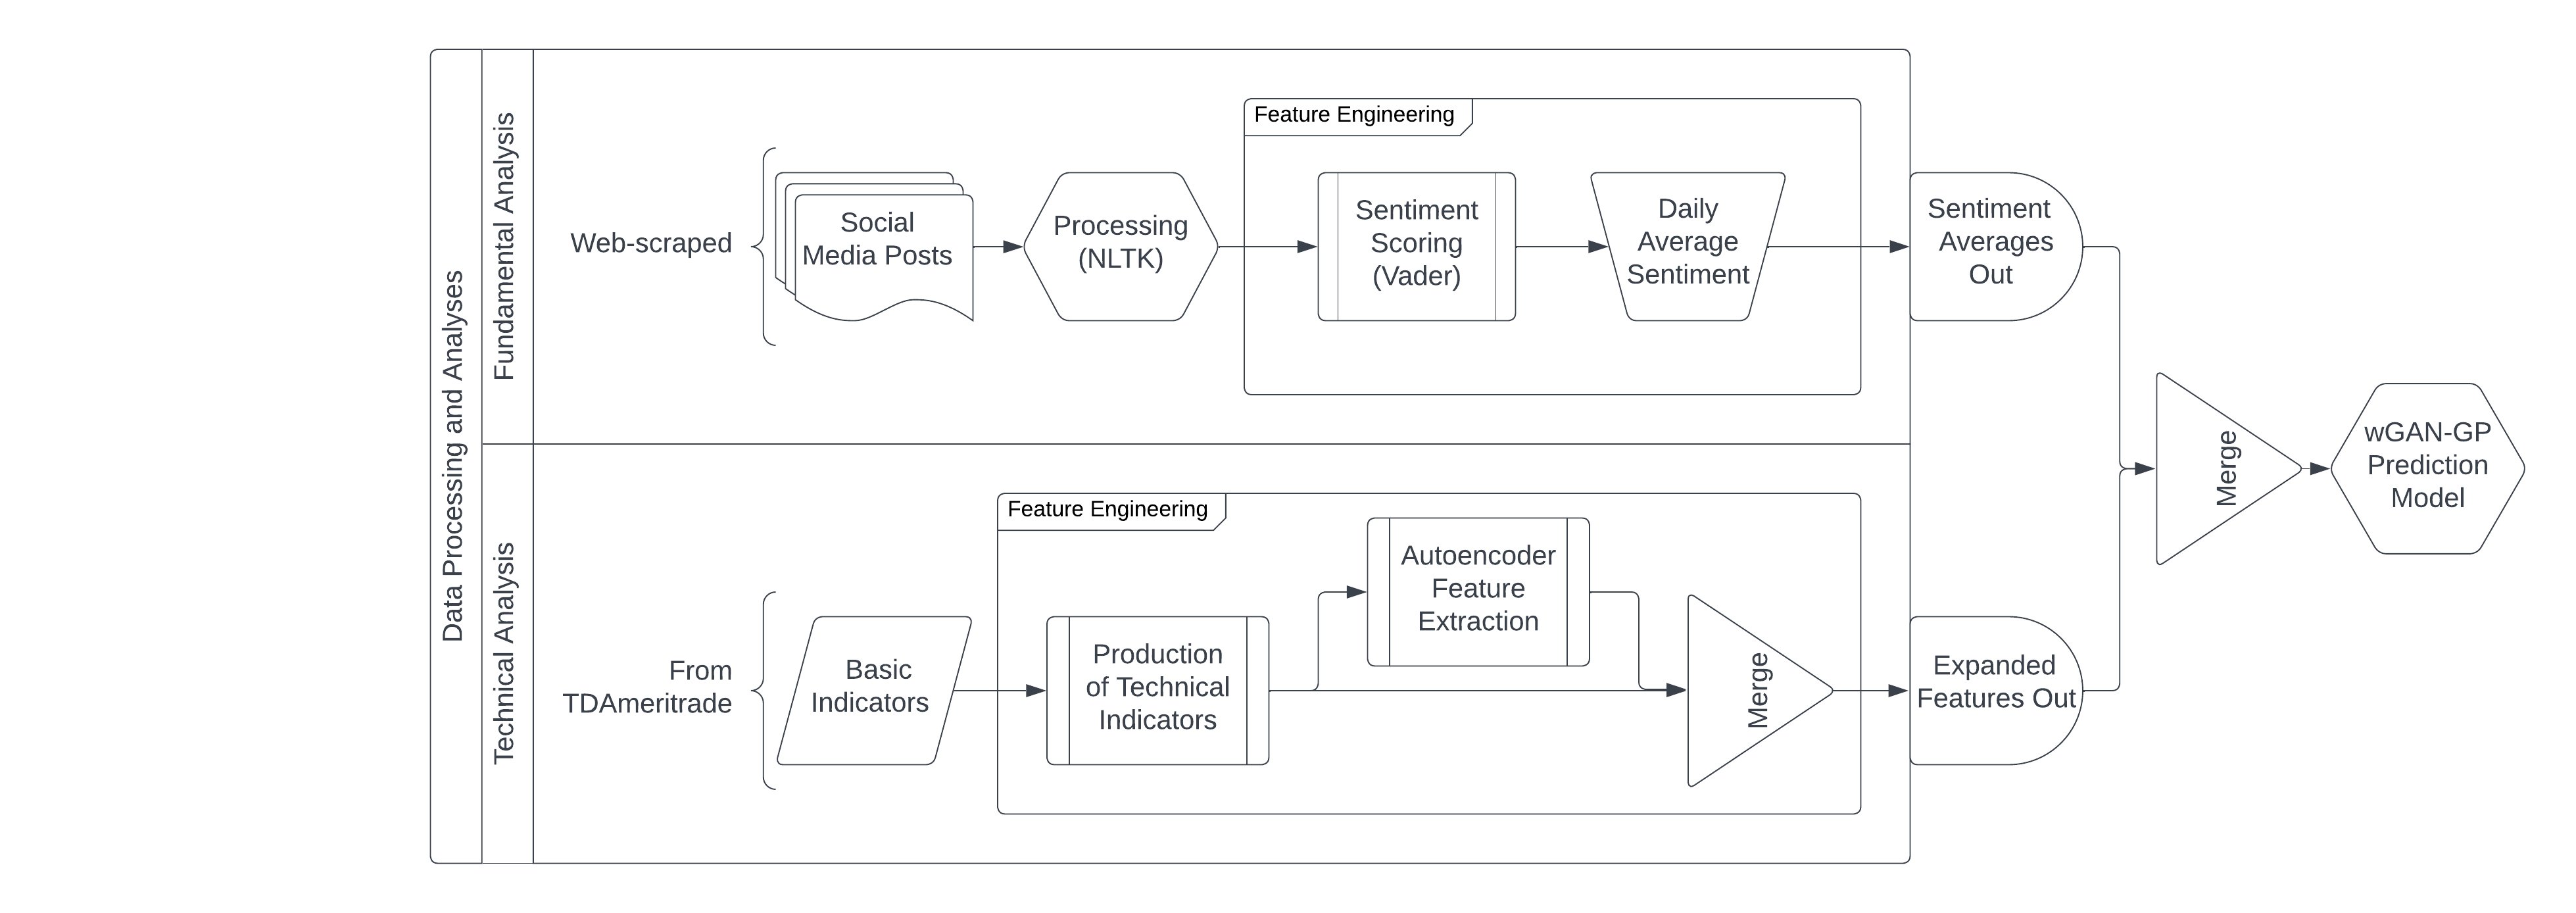 Data Processing and Analyses
Fundamental Analysis
Web-scraped
Social
Media Posts
Processing
(NLTK)
Feature Engineering
Sentiment
Scoring
(Vader)
Daily
Average
Sentiment
Sentiment
Averages
Out
Technical Analysis
From
TDAmeritrade
Basic
Indicators
Feature Engineering
Production
of Technical
Indicators
Autoencoder
Feature
Extraction
Merge
Expanded
Features Out
Merge
wGAN-GP
Prediction
Model